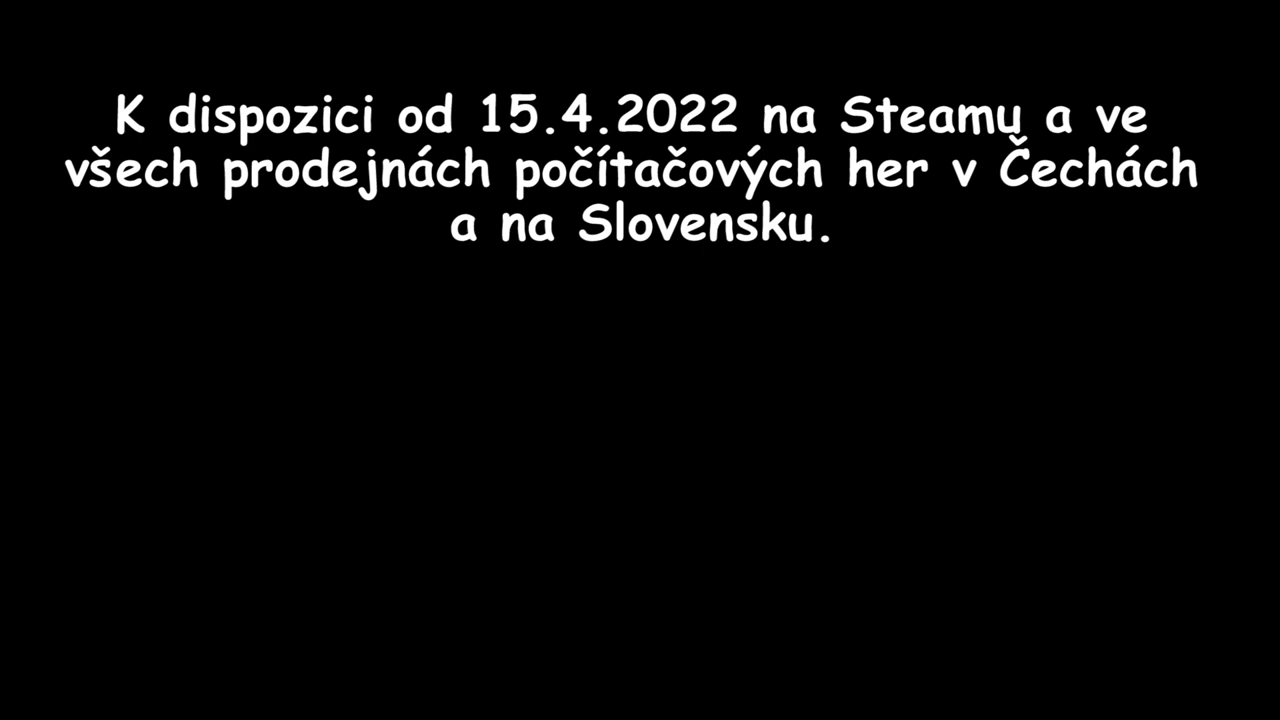 K dispozici od 15.4.2022 na Steamu a ve
všech prodejnách počítačových her v Čechách
a na Slovensku.